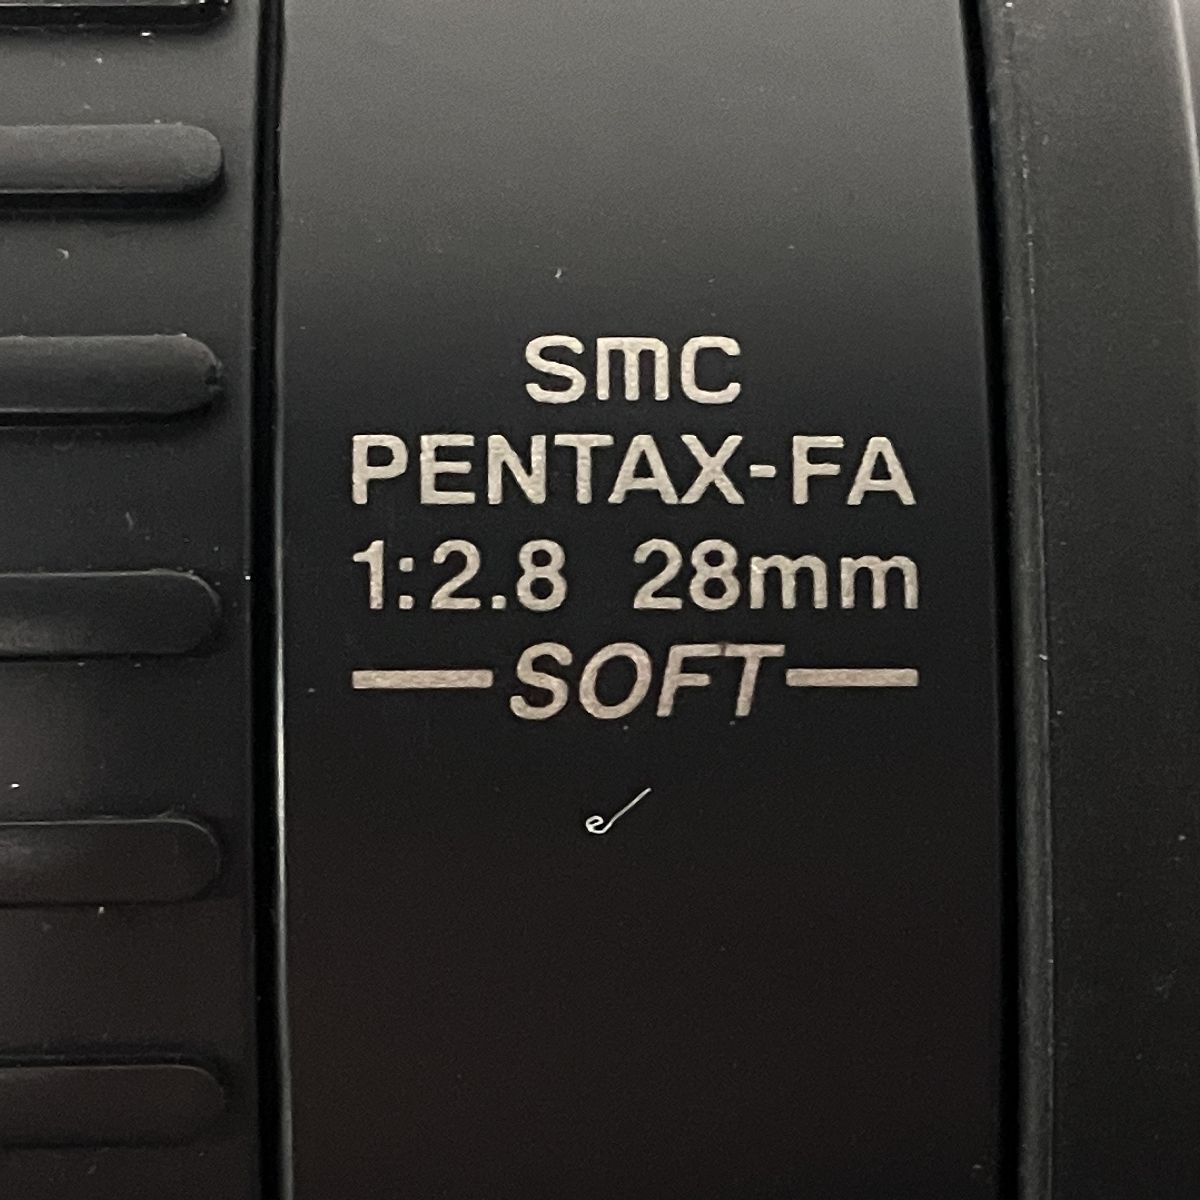 smc
PENTAX-FA
1:2.8 28mm
SOFT